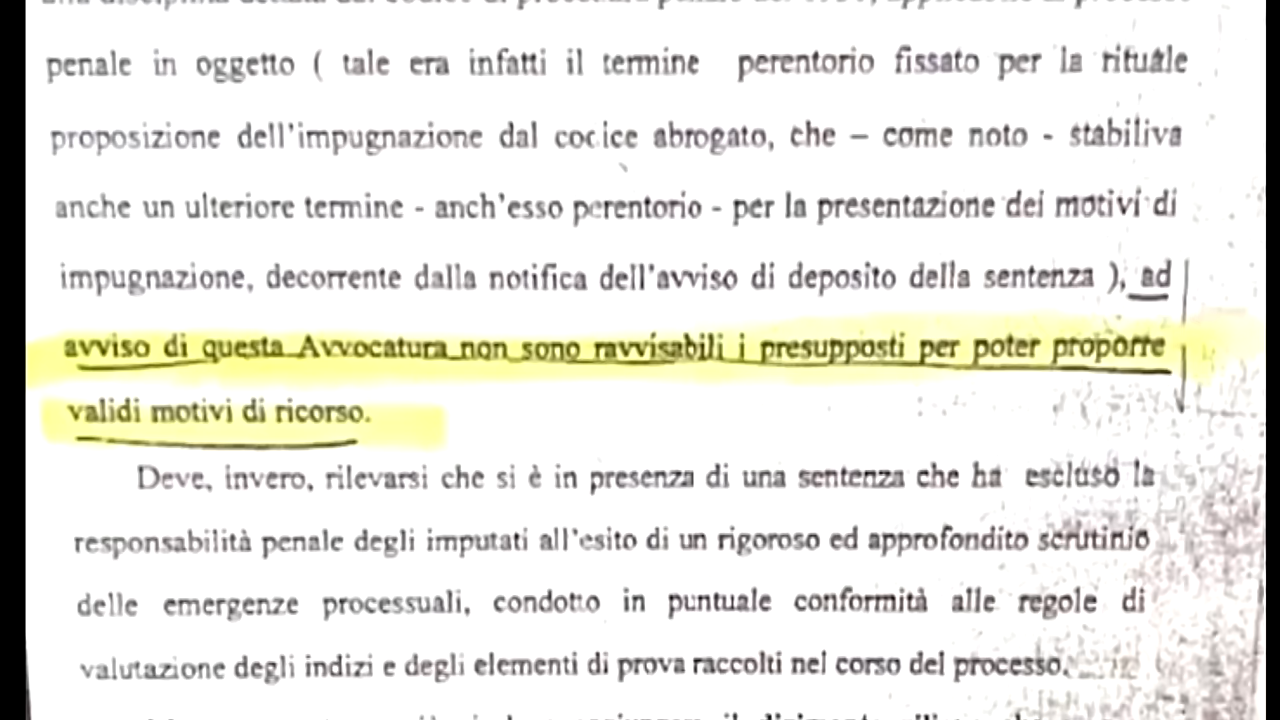 penale in oggetto ( tale era infatti il termine perentorio fissato per la rituale
proposizione dell'impugnazione dal cocice abrogato, che – come noto - stabiliva
anche un ulteriore termine - anch'esso perentorio - per la presentazione dei motivi di
impugnazione, decorrente dalla notifica dell'avviso di deposito della sentenza ), ad
avviso di questa Avvocatura non sono ravvisabili i presupposti per poter proporre
validi motivi di ricorso.
Deve, invero, rilevarsi che si è in presenza di una sentenza che ha escluso la
responsabilità penale degli imputati all'esito di un rigoroso ed approfondito scrutinio
delle emergenze processuali, condotto in puntuale conformità alle regole di
valutazione degli indizi e degli elementi di prova raccolti nel corso del processo.